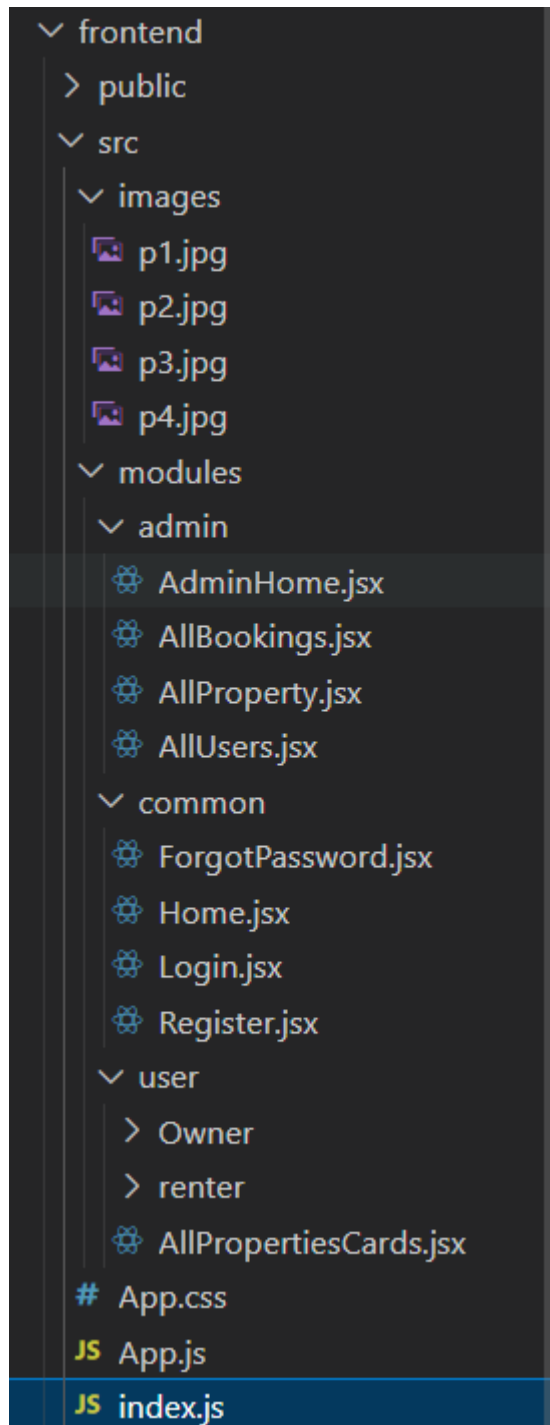 frontend
public
src
images
p1.jpg
p2.jpg
p3.jpg
p4.jpg
modules
admin
AdminHome.jsx
AllBookings.jsx
AllProperty.jsx
AllUsers.jsx
common
ForgotPassword.jsx
Home.jsx
Login.jsx
Register.jsx
user
Owner
renter
AllPropertiesCards.jsx
# App.css
JS App.js
JS index.js